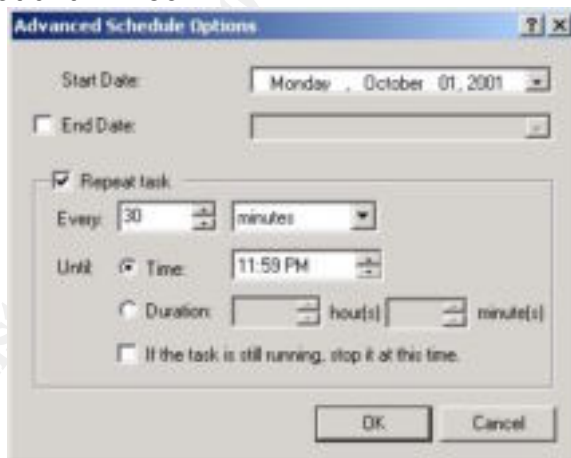 Advanced Schedule Options
Start Date: Monday , October 01, 2001
End Date:
Repeat task
Every: 30 minutes
Until: Time: 11:59 PM
Duration: hour(s) minute(s)
If the task is still running, stop it at this time.
OK Cancel